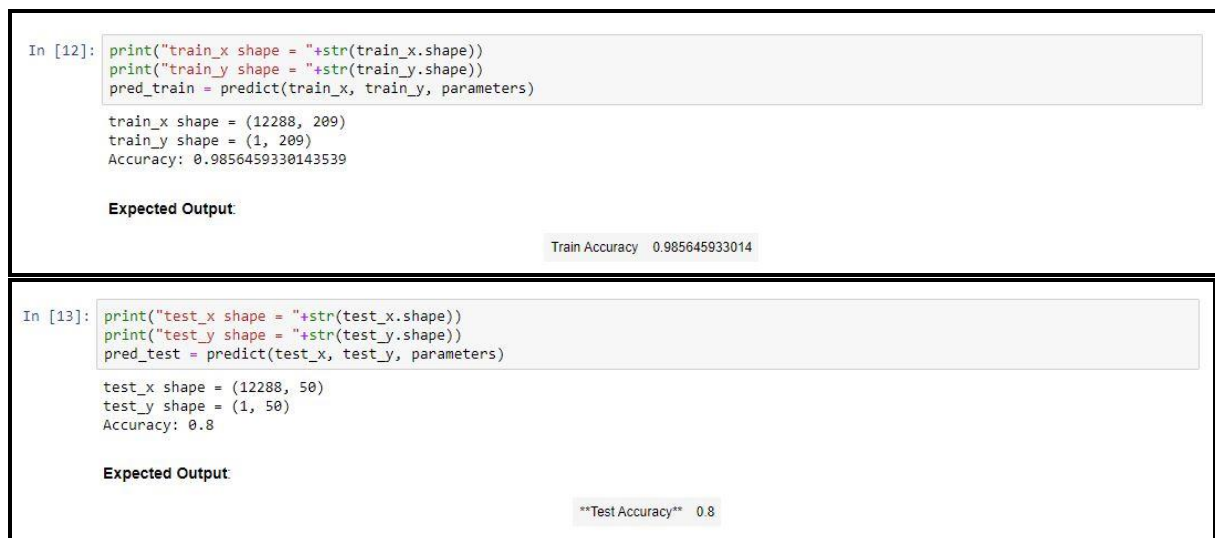 In [12]: print("train_x shape = "+str(train_x.shape))
print("train_y shape = "+str(train_y.shape))
pred_train = predict(train_x, train_y, parameters)
train_x shape = (12288, 209)
train_y shape = (1, 209)
Accuracy: 0.9856459330143539
Expected Output:
Train Accuracy 0.985645933014
In [13]: print("test_x shape = "+str(test_x.shape))
print("test_y shape = "+str(test_y.shape))
pred_test = predict(test_x, test_y, parameters)
test_x shape = (12288, 50)
test_y shape = (1, 50)
Accuracy: 0.8
Expected Output:
**Test Accuracy** 0.8